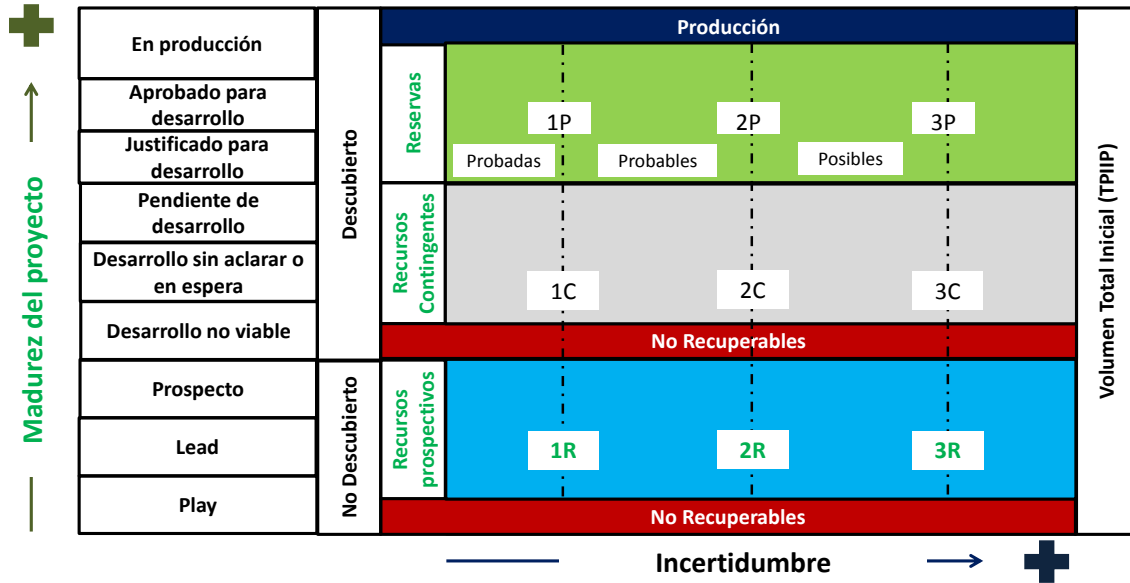 Madurez del proyecto
En producción
Aprobado para
desarrollo
Justificado para
desarrollo
Pendiente de
desarrollo
Desarrollo sin aclarar o
en espera
Desarrollo no viable
Prospecto
Lead
Play
Descubierto
No Descubierto
Producción
Reservas
1P
2P
3P
Probadas
Probables
Posibles
Recursos
Contingentes
1C
2C
3C
No Recuperables
Recursos
prospectivos
1R
2R
3R
No Recuperables
Volumen Total Inicial (TPIIP)
Incertidumbre